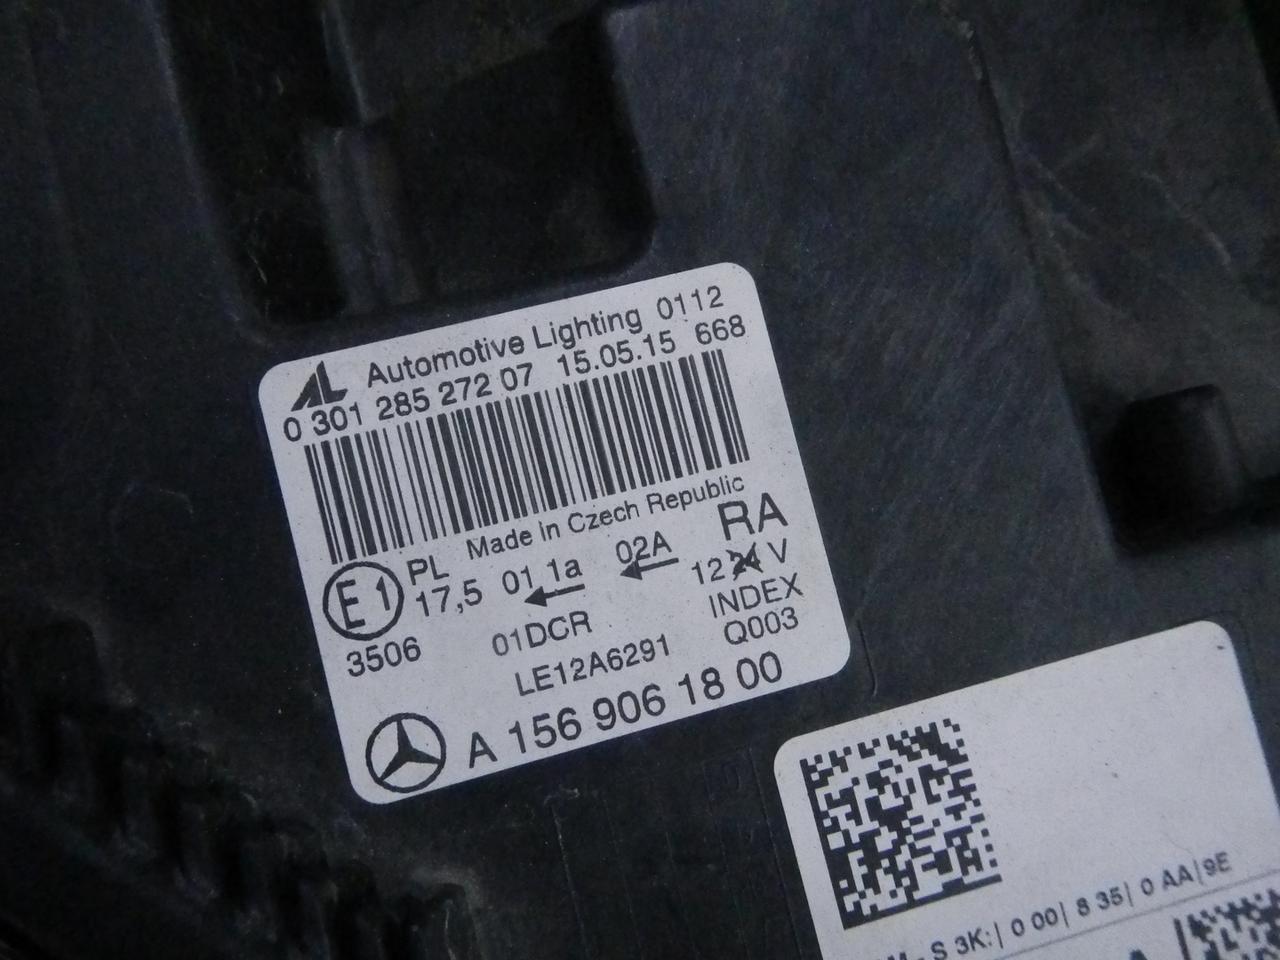 AL Automotive Lighting 0112
0 301 285 272 07 15.05.15 668
Made in Czech Republic
E1 PL 17,5 01 1a 02A RA
12 24 V
3506 01DCR INDEX
LE12A6291 Q003
A 156 906 18 00
S 3K:| 0 00| 8 35| 0 AA|9E